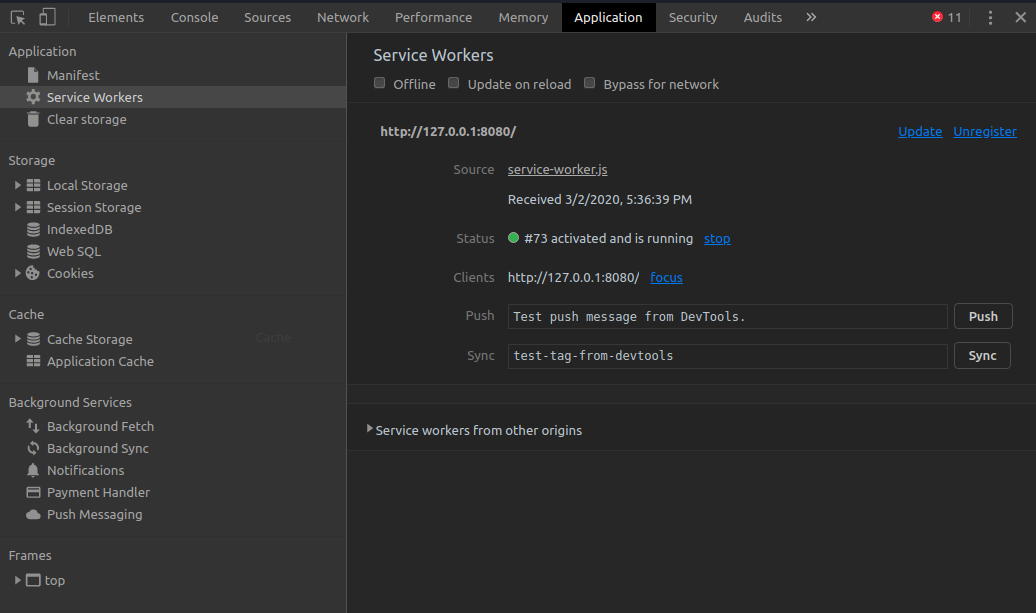 Elements Console Sources Network Performance Memory Application Security Audits » 11
Application
Manifest
Service Workers
Clear storage
Storage
Local Storage
Session Storage
IndexedDB
Web SQL
Cookies
Cache
Cache Storage
Cache
Application Cache
Background Services
Background Fetch
Background Sync
Notifications
Payment Handler
Push Messaging
Frames
top
Service Workers
Offline Update on reload Bypass for network
http://127.0.0.1:8080/ Update Unregister
Source service-worker.js
Received 3/2/2020, 5:36:39 PM
Status #73 activated and is running stop
Clients http://127.0.0.1:8080/ focus
Push Test push message from DevTools. Push
Sync test-tag-from-devtools Sync
Service workers from other origins